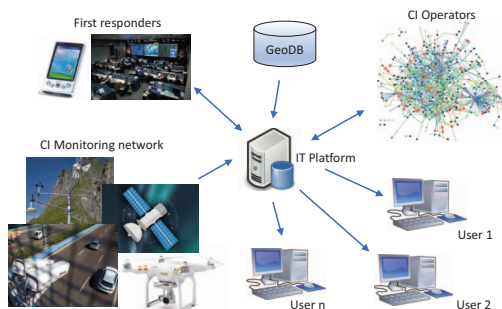 First responders
GeoDB
CI Operators
CI Monitoring network
IT Platform
User 1
User n
User 2